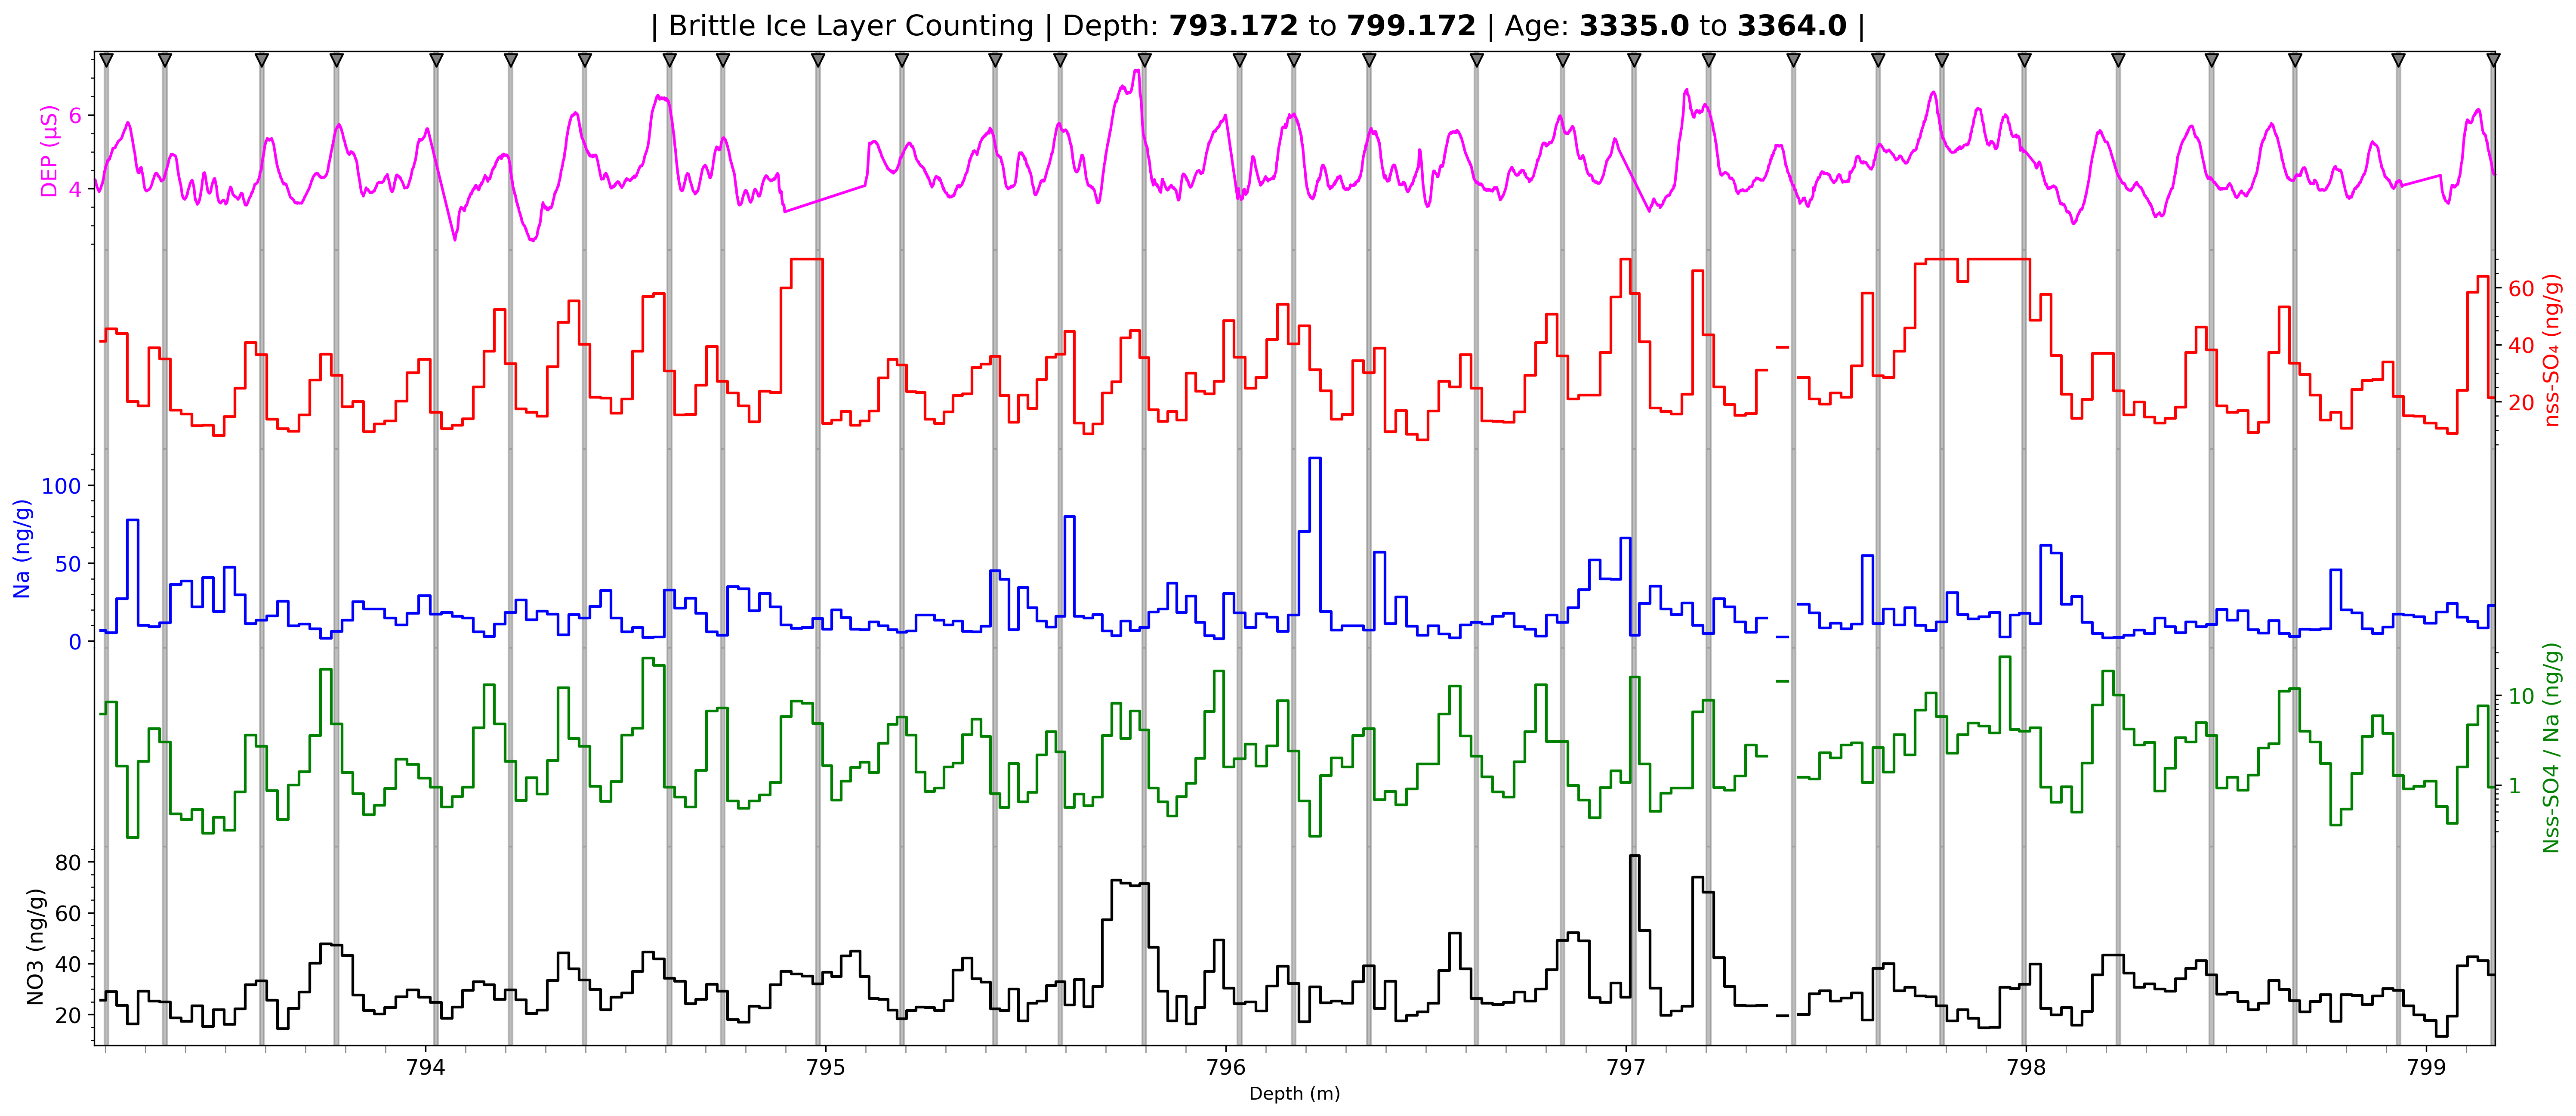 | Brittle Ice Layer Counting | Depth: 793.172 to 799.172 | Age: 3335.0 to 3364.0 |
DEP (μS)
6
4
nss-SO₄ (ng/g)
60
40
20
Na (ng/g)
100
50
0
Nss-SO4 / Na (ng/g)
10
1
NO3 (ng/g)
80
60
40
20
794
795
796
797
798
799
Depth (m)